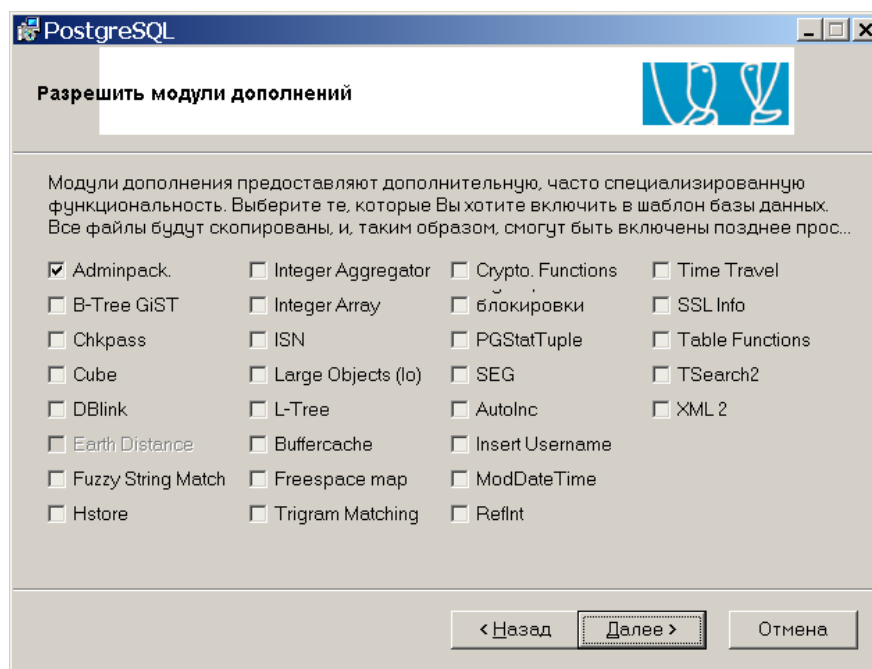 PostgreSQL
Разрешить модули дополнений
Модули дополнения предоставляют дополнительную, часто специализированную
функциональность. Выберите те, которые Вы хотите включить в шаблон базы данных.
Все файлы будут скопированы, и, таким образом, смогут быть включены позднее прос...
Adminpack. Integer Aggregator Crypto. Functions Time Travel
B-Tree GiST Integer Array блокировки SSL Info
Chkpass ISN PGStatTuple Table Functions
Cube Large Objects (lo) SEG TSearch2
DBlink L-Tree AutoInc XML 2
Earth Distance Buffercache Insert Username
Fuzzy String Match Freespace map ModDateTime
Hstore Trigram Matching RefInt
< Назад Далее > Отмена